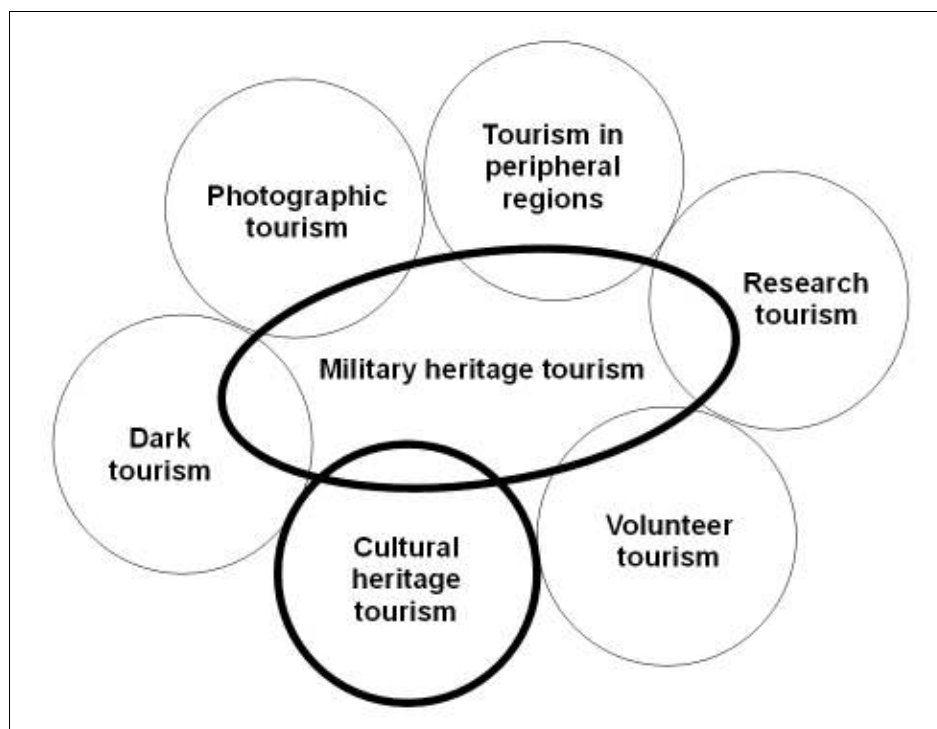 Tourism in
peripheral
regions
Photographic
tourism
Research
tourism
Military heritage tourism
Dark
tourism
Volunteer
tourism
Cultural
heritage
tourism